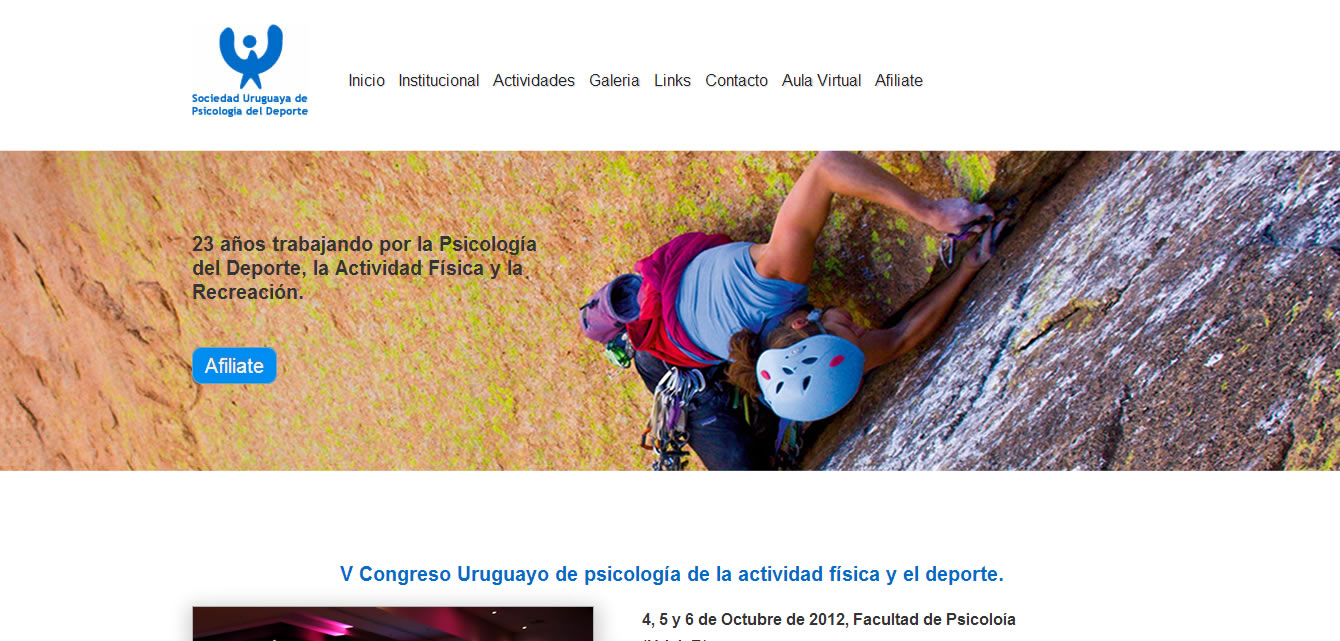 Sociedad Uruguaya de
Psicología del Deporte
Inicio Institucional Actividades Galeria Links Contacto Aula Virtual Afiliate
23 años trabajando por la Psicología
del Deporte, la Actividad Física y la
Recreación.
Afiliate
V Congreso Uruguayo de psicología de la actividad física y el deporte.
4, 5 y 6 de Octubre de 2012, Facultad de Psicoloía